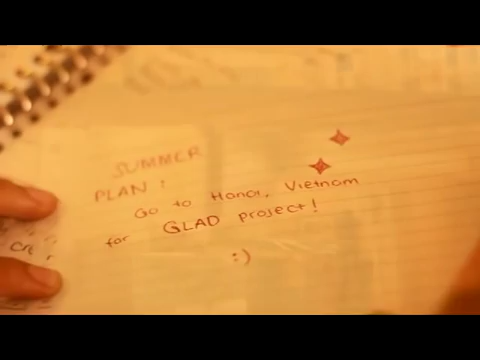 SUMMER
PLAN :
Go to Hanoi, Vietnam
for GLAD project!
:)